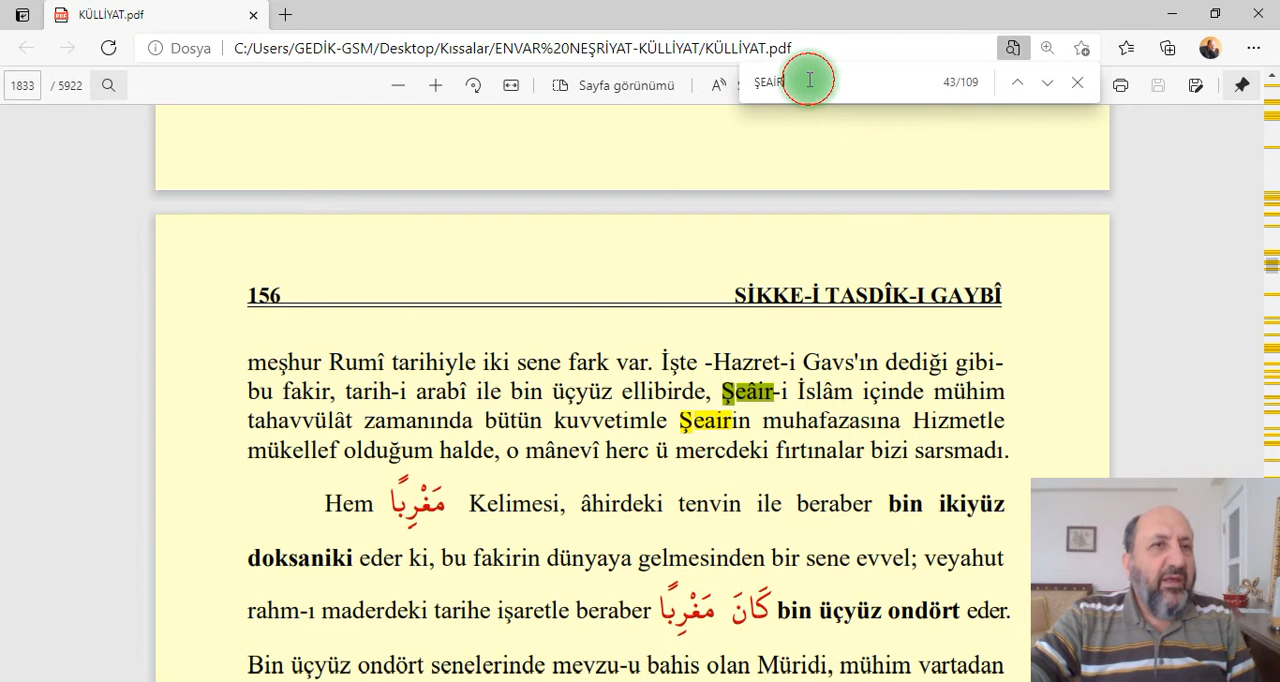 KÜLLİYAT.pdf
Dosya
C:/Users/GEDİK-GSM/Desktop/Kıssalar/ENVAR%20NEŞRİYAT-KÜLLİYAT/KÜLLİYAT.pdf
1833 / 5922
Sayfa görünümü
ŞEAİR
43/109
156 SİKKE-İ TASDÎK-I GAYBÎ
meşhur Rumî tarihiyle iki sene fark var. İşte -Hazret-i Gavs'ın dediği gibi-
bu fakir, tarih-i arabî ile bin üçyüz ellibirde, Şeâir-i İslâm içinde mühim
tahavvülât zamanında bütün kuvvetimle Şeairin muhafazasına Hizmetle
mükellef olduğum halde, o mânevî herc ü mercdeki fırtınalar bizi sarsmadı.
Hem مَغْرِبًا Kelimesi, âhirdeki tenvin ile beraber bin ikiyüz
doksaniki eder ki, bu fakirin dünyaya gelmesinden bir sene evvel; veyahut
rahm-ı maderdeki tarihe işaretle beraber كَانَ مَغْرِبًا bin üçyüz ondört eder.
Bin üçyüz ondört senelerinde mevzu-u bahis olan Müridi, mühim vartadan